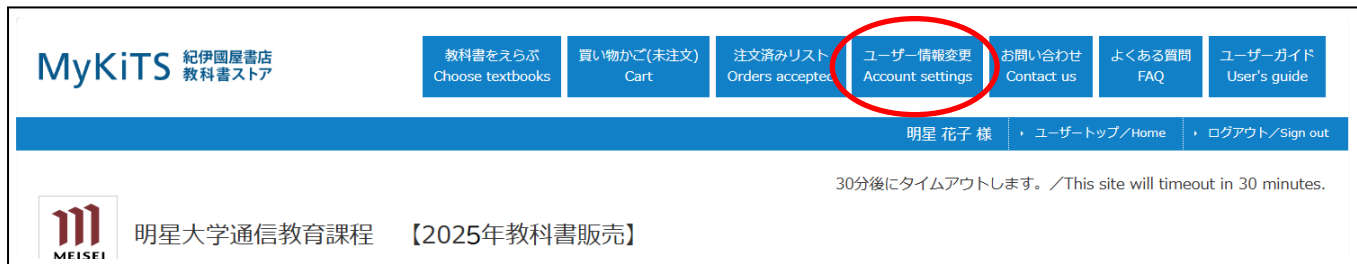 MyKiTS 紀伊國屋書店 教科書ストア
教科書をえらぶ
Choose textbooks
買い物かご(未注文)
Cart
注文済みリスト
Orders accepted
ユーザー情報変更
Account settings
お問い合わせ
Contact us
よくある質問
FAQ
ユーザーガイド
User's guide
明星 花子 様
ユーザートップ/Home
ログアウト/Sign out
30分後にタイムアウトします。/This site will timeout in 30 minutes.
明星大学通信教育課程 【2025年教科書販売】
MEISEI